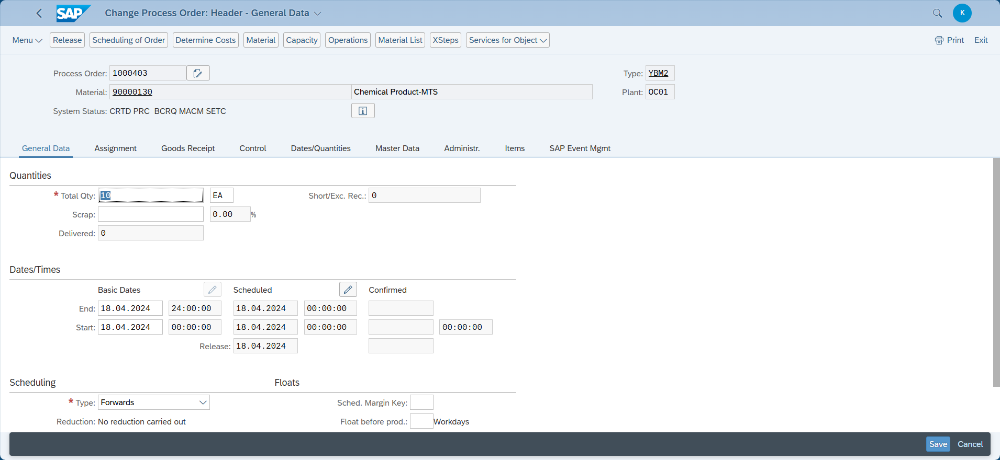 SAP Change Process Order: Header - General Data K
Menu Release Scheduling of Order Determine Costs Material Capacity Operations Material List XSteps Services for Object Print Exit
Process Order: 1000403 Type: YBM2
Material: 90000130 Chemical Product-MTS Plant: OC01
System Status: CRTD PRC BCRQ MACM SETC
General Data Assignment Goods Receipt Control Dates/Quantities Master Data Administr. Items SAP Event Mgmt
Quantities
* Total Qty: 10 EA Short/Exc. Rec.: 0
Scrap: 0.00 %
Delivered: 0
Dates/Times
Basic Dates Scheduled Confirmed
End: 18.04.2024 24:00:00 18.04.2024 00:00:00
Start: 18.04.2024 00:00:00 18.04.2024 00:00:00 00:00:00
Release: 18.04.2024
Scheduling Floats
* Type: Forwards Sched. Margin Key:
Reduction: No reduction carried out Float before prod.: Workdays
Save Cancel